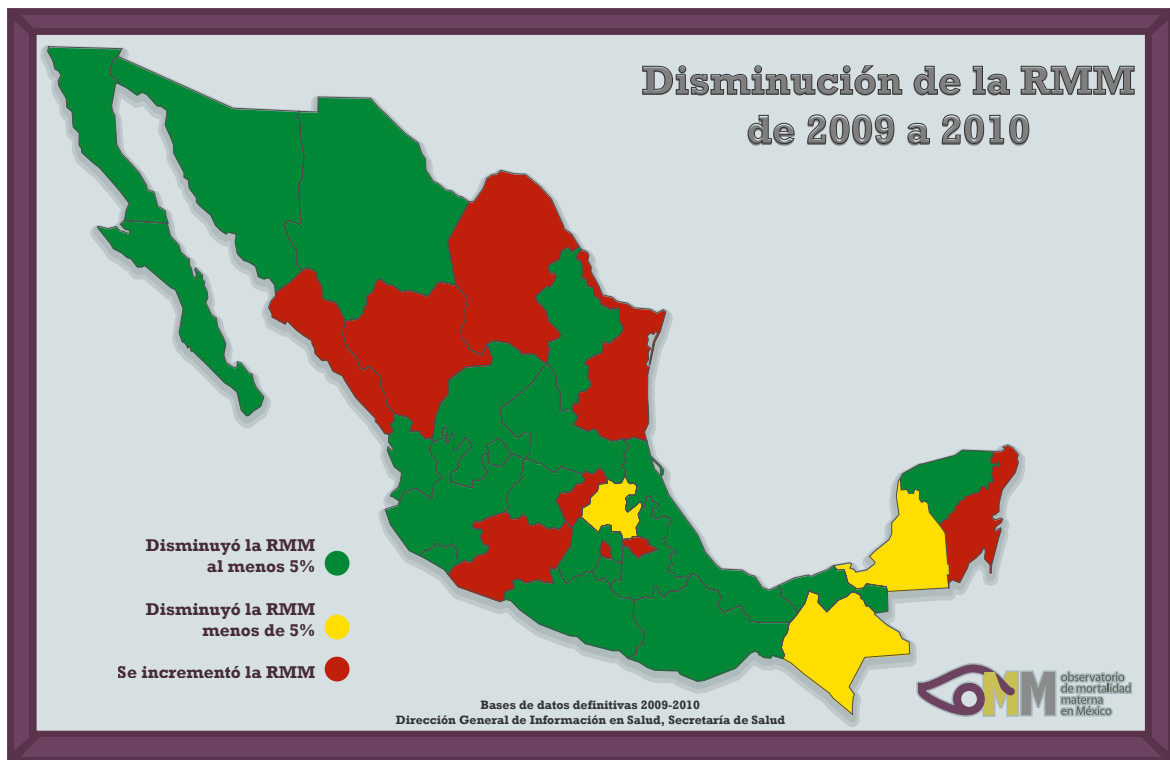 Disminución de la RMM
de 2009 a 2010
Disminuyó la RMM
al menos 5%
Disminuyó la RMM
menos de 5%
Se incrementó la RMM
Bases de datos definitivas 2009-2010
Dirección General de Información en Salud, Secretaría de Salud
OMM
observatorio
de mortalidad
materna
en México